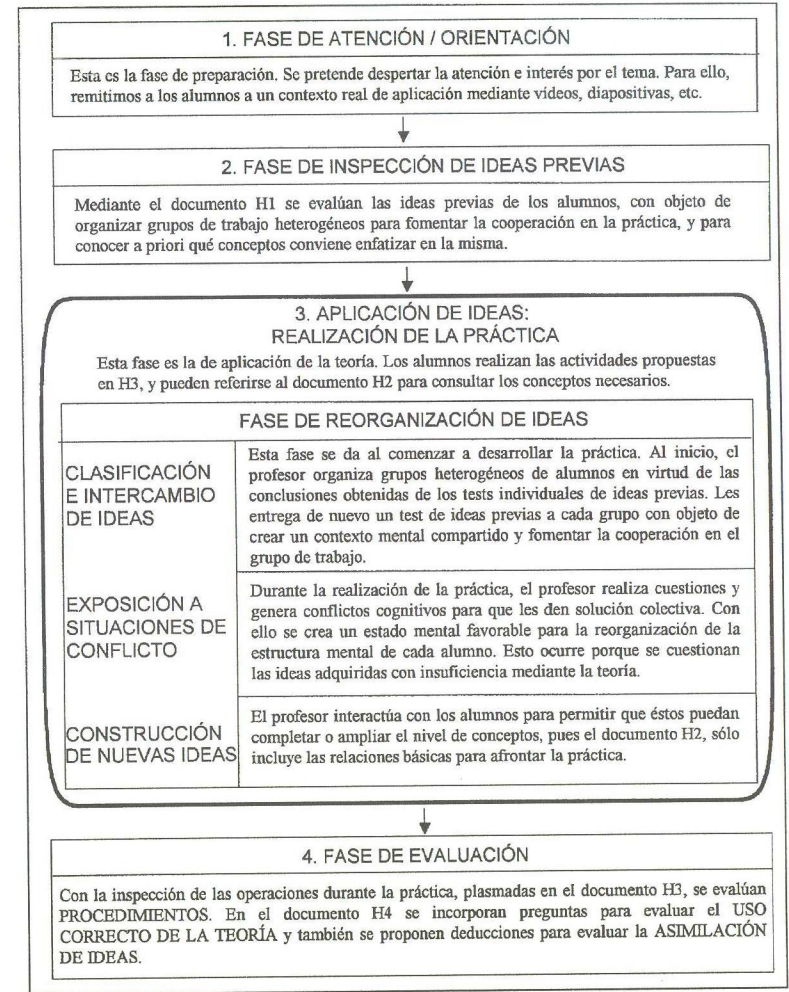 1. FASE DE ATENCIÓN / ORIENTACIÓN
Esta es la fase de preparación. Se pretende despertar la atención e interés por el tema. Para ello,
remitimos a los alumnos a un contexto real de aplicación mediante vídeos, diapositivas, etc.
2. FASE DE INSPECCIÓN DE IDEAS PREVIAS
Mediante el documento H1 se evalúan las ideas previas de los alumnos, con objeto de
organizar grupos de trabajo heterogéneos para fomentar la cooperación en la práctica, y para
conocer a priori qué conceptos conviene enfatizar en la misma.
3. APLICACIÓN DE IDEAS:
REALIZACIÓN DE LA PRÁCTICA
Esta fase es la de aplicación de la teoría. Los alumnos realizan las actividades propuestas
en H3, y pueden referirse al documento H2 para consultar los conceptos necesarios.
FASE DE REORGANIZACIÓN DE IDEAS
CLASIFICACIÓN
E INTERCAMBIO
DE IDEAS
Esta fase se da al comenzar a desarrollar la práctica. Al inicio, el
profesor organiza grupos heterogéneos de alumnos en virtud de las
conclusiones obtenidas de los tests individuales de ideas previas. Les
entrega de nuevo un test de ideas previas a cada grupo con objeto de
crear un contexto mental compartido y fomentar la cooperación en el
grupo de trabajo.
EXPOSICIÓN A
SITUACIONES DE
CONFLICTO
Durante la realización de la práctica, el profesor realiza cuestiones y
genera conflictos cognitivos para que les den solución colectiva. Con
ello se crea un estado mental favorable para la reorganización de la
estructura mental de cada alumno. Esto ocurre porque se cuestionan
las ideas adquiridas con insuficiencia mediante la teoría.
CONSTRUCCIÓN
DE NUEVAS IDEAS
El profesor interactúa con los alumnos para permitir que éstos puedan
completar o ampliar el nivel de conceptos, pues el documento H2, sólo
incluye las relaciones básicas para afrontar la práctica.
4. FASE DE EVALUACIÓN
Con la inspección de las operaciones durante la práctica, plasmadas en el documento H3, se evalúan
PROCEDIMIENTOS. En el documento H4 se incorporan preguntas para evaluar el USO
CORRECTO DE LA TEORÍA y también se proponen deducciones para evaluar la ASIMILACIÓN
DE IDEAS.